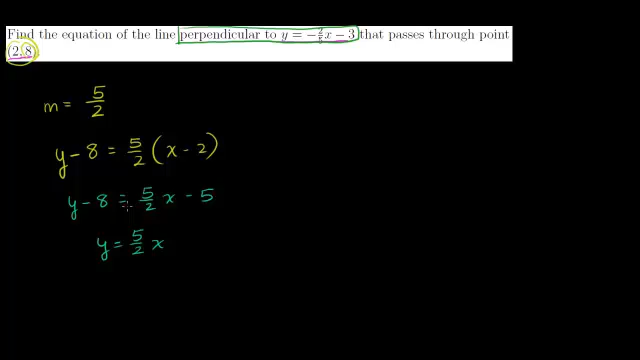 Find the equation of the line perpendicular to y = -2/5x - 3 that passes through point
(2, 8)
m = 5/2
y - 8 = 5/2 (x - 2)
y - 8 = 5/2 x - 5
y = 5/2 x